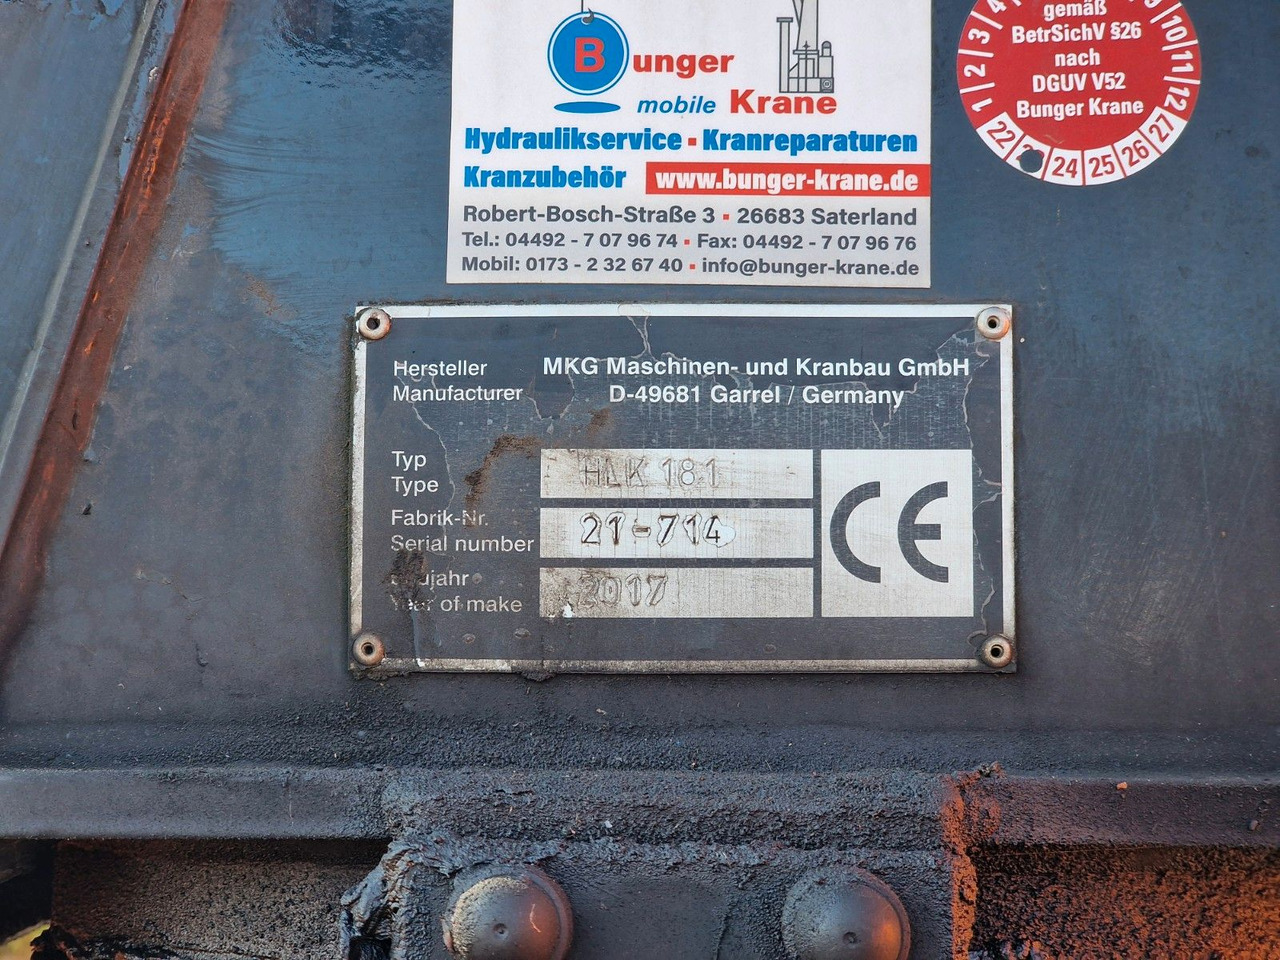 Bunger
mobile Krane
Hydraulikservice ▪ Kranreparaturen
Kranzubehör www.bunger-krane.de
Robert-Bosch-Straße 3 ▪ 26683 Saterland
Tel.: 04492 - 7 07 96 74 ▪ Fax: 04492 - 7 07 96 76
Mobil: 0173 - 2 32 67 40 ▪ info@bunger-krane.de
gemäß
BetrSichV §26
nach
DGUV V52
Bunger Krane
1 2 3 4 9 10 11 12
22 24 25 26 27
Hersteller MKG Maschinen- und Kranbau GmbH
Manufacturer D-49681 Garrel / Germany
Typ
Type HLK 181
Fabrik-Nr.
Serial number 21-714
Baujahr
Year of make 2017
CE